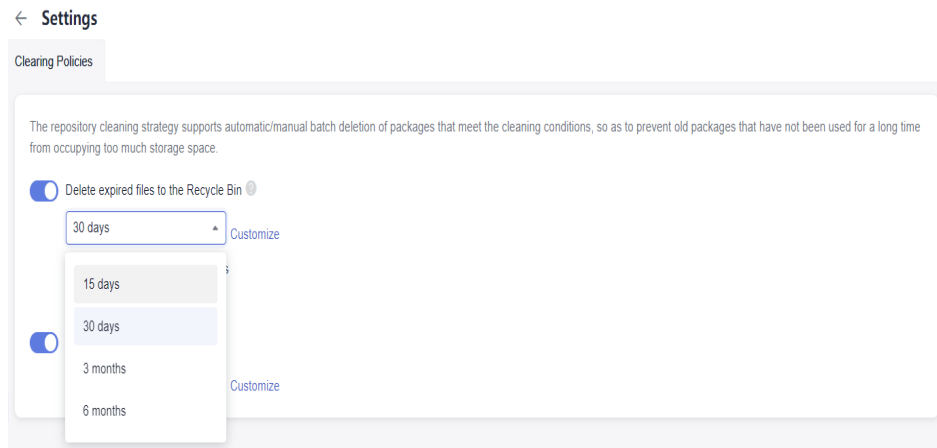 Settings
Clearing Policies
The repository cleaning strategy supports automatic/manual batch deletion of packages that meet the cleaning conditions, so as to prevent old packages that have not been used for a long time
from occupying too much storage space.
Delete expired files to the Recycle Bin
30 days
Customize
15 days
30 days
3 months
Customize
6 months